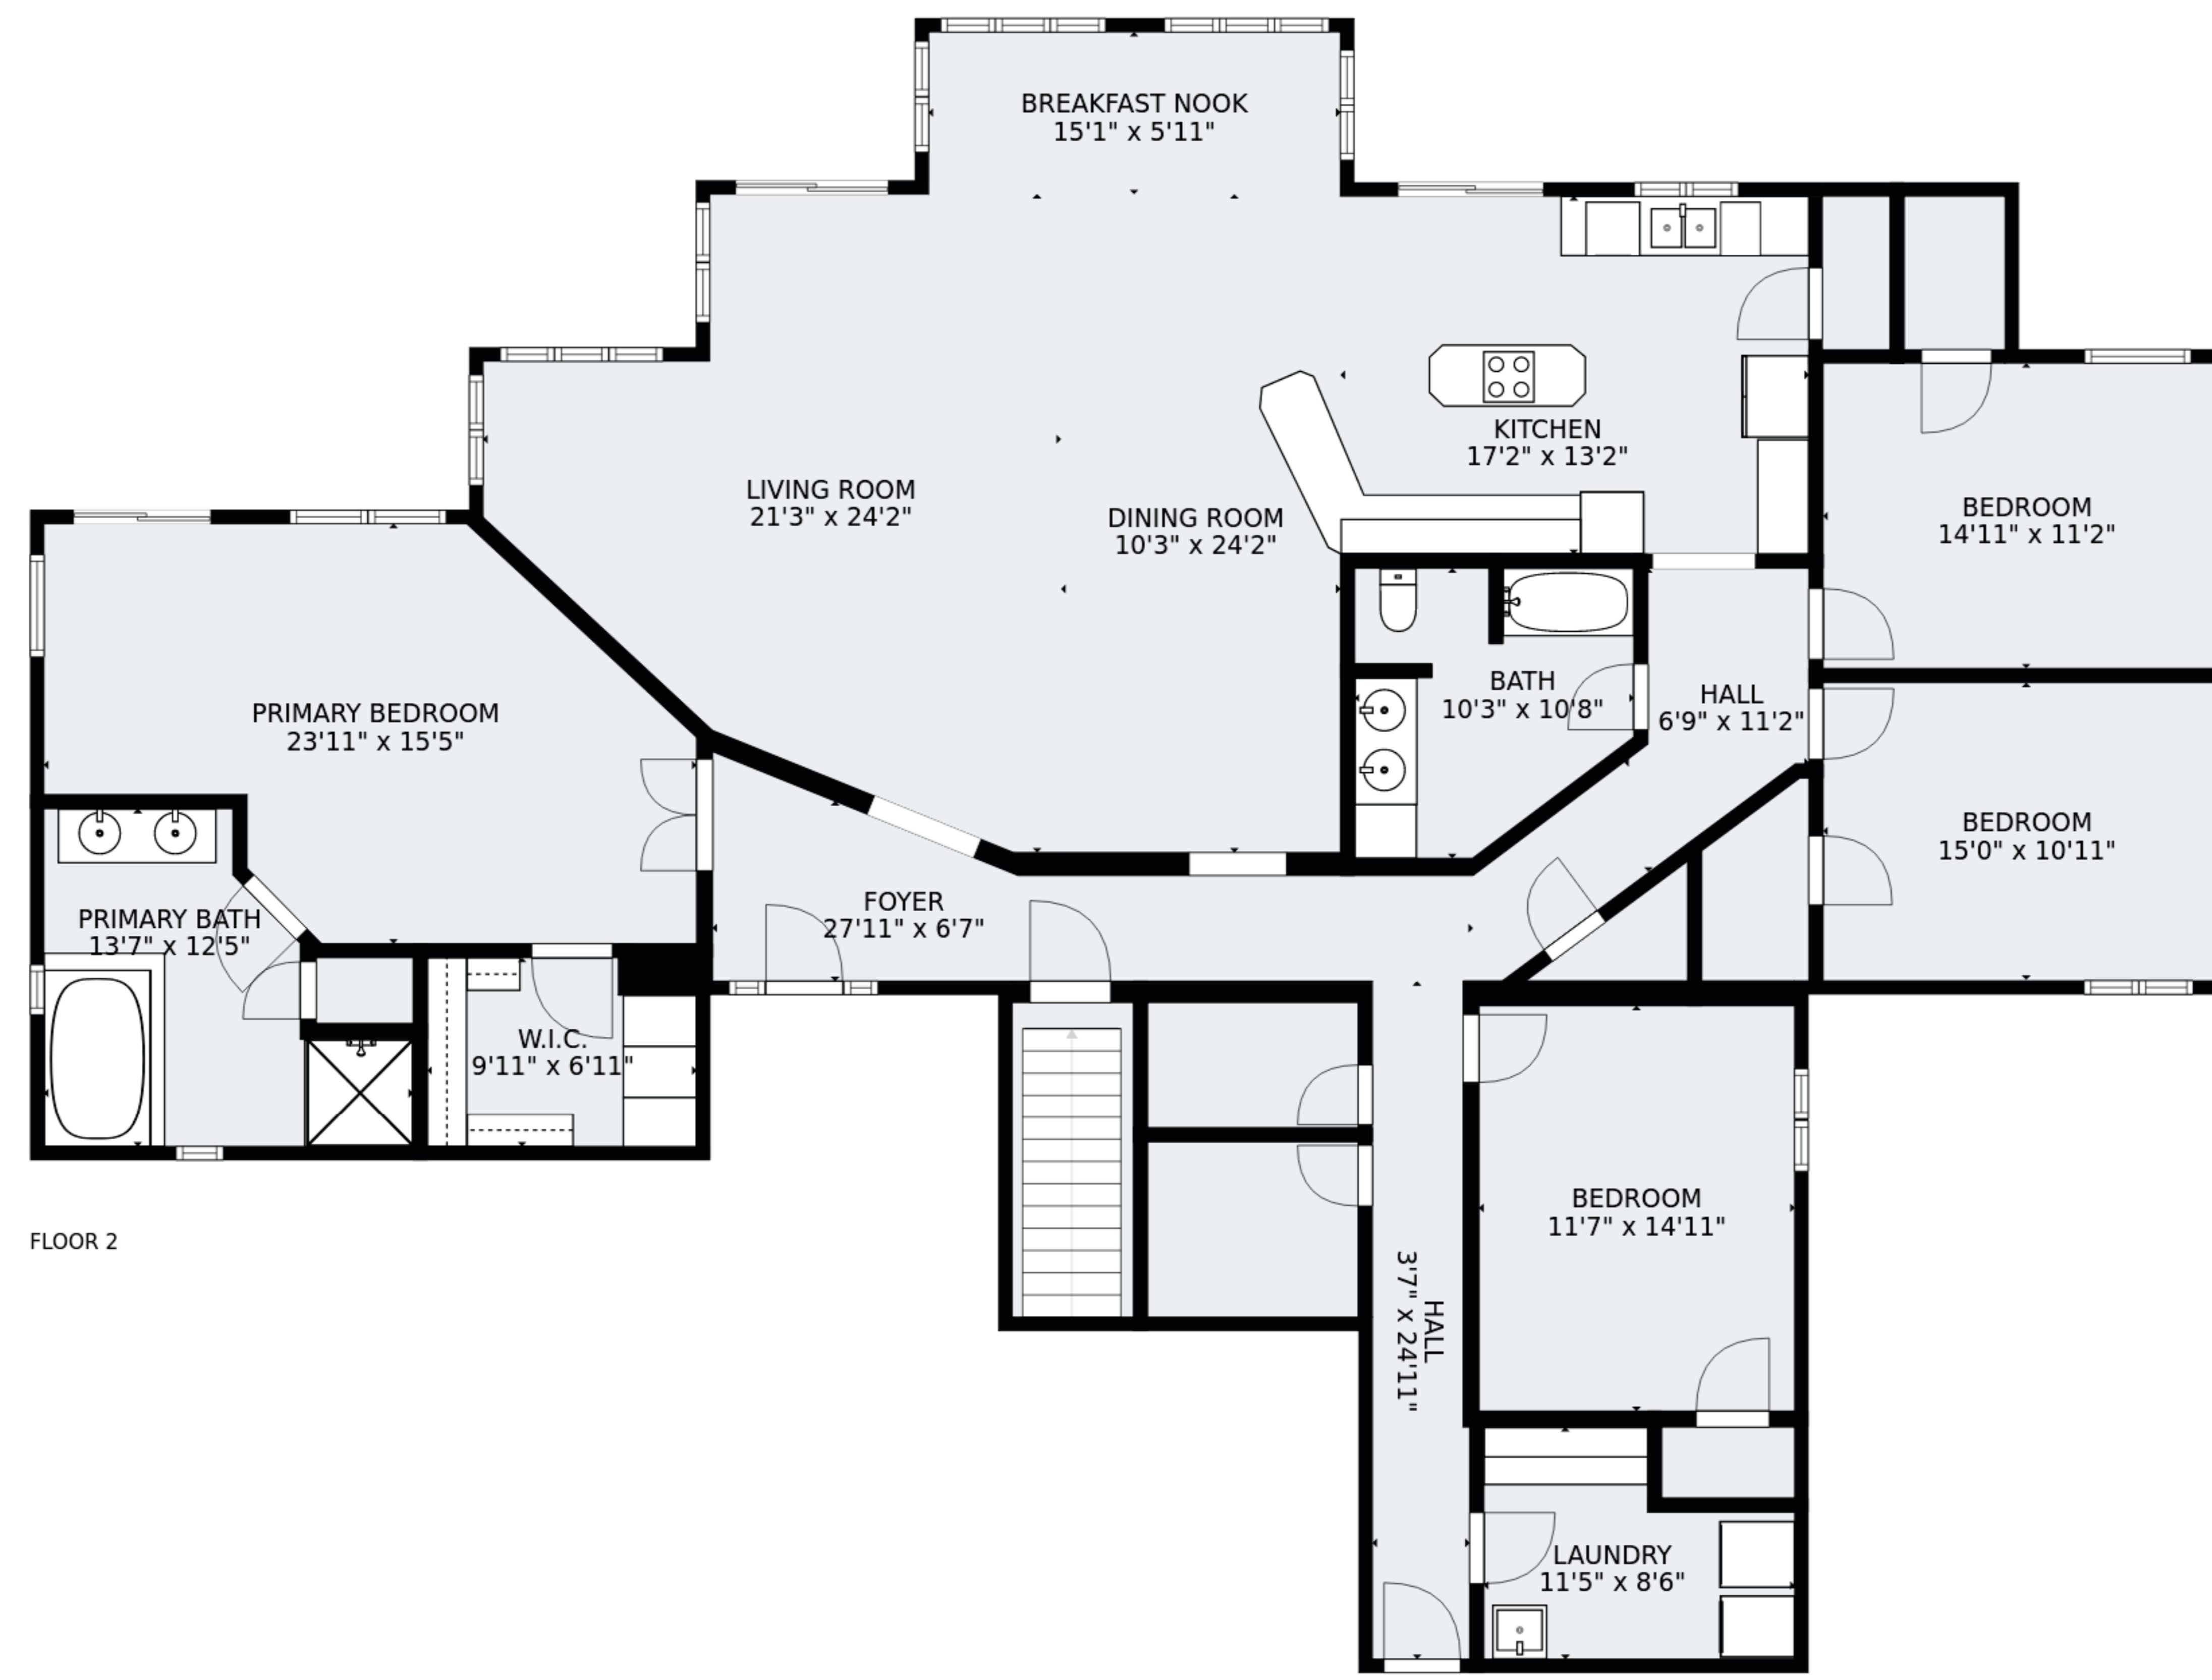 BREAKFAST NOOK
15'1" x 5'11"
KITCHEN
17'2" x 13'2"
LIVING ROOM
21'3" x 24'2"
DINING ROOM
10'3" x 24'2"
BEDROOM
14'11" x 11'2"
PRIMARY BEDROOM
23'11" x 15'5"
BATH
10'3" x 10'8"
HALL
6'9" x 11'2"
BEDROOM
15'0" x 10'11"
PRIMARY BATH
13'7" x 12'5"
FOYER
27'11" x 6'7"
W.I.C.
9'11" x 6'11"
BEDROOM
11'7" x 14'11"
FLOOR 2
HALL
3'7" x 24'11"
LAUNDRY
11'5" x 8'6"